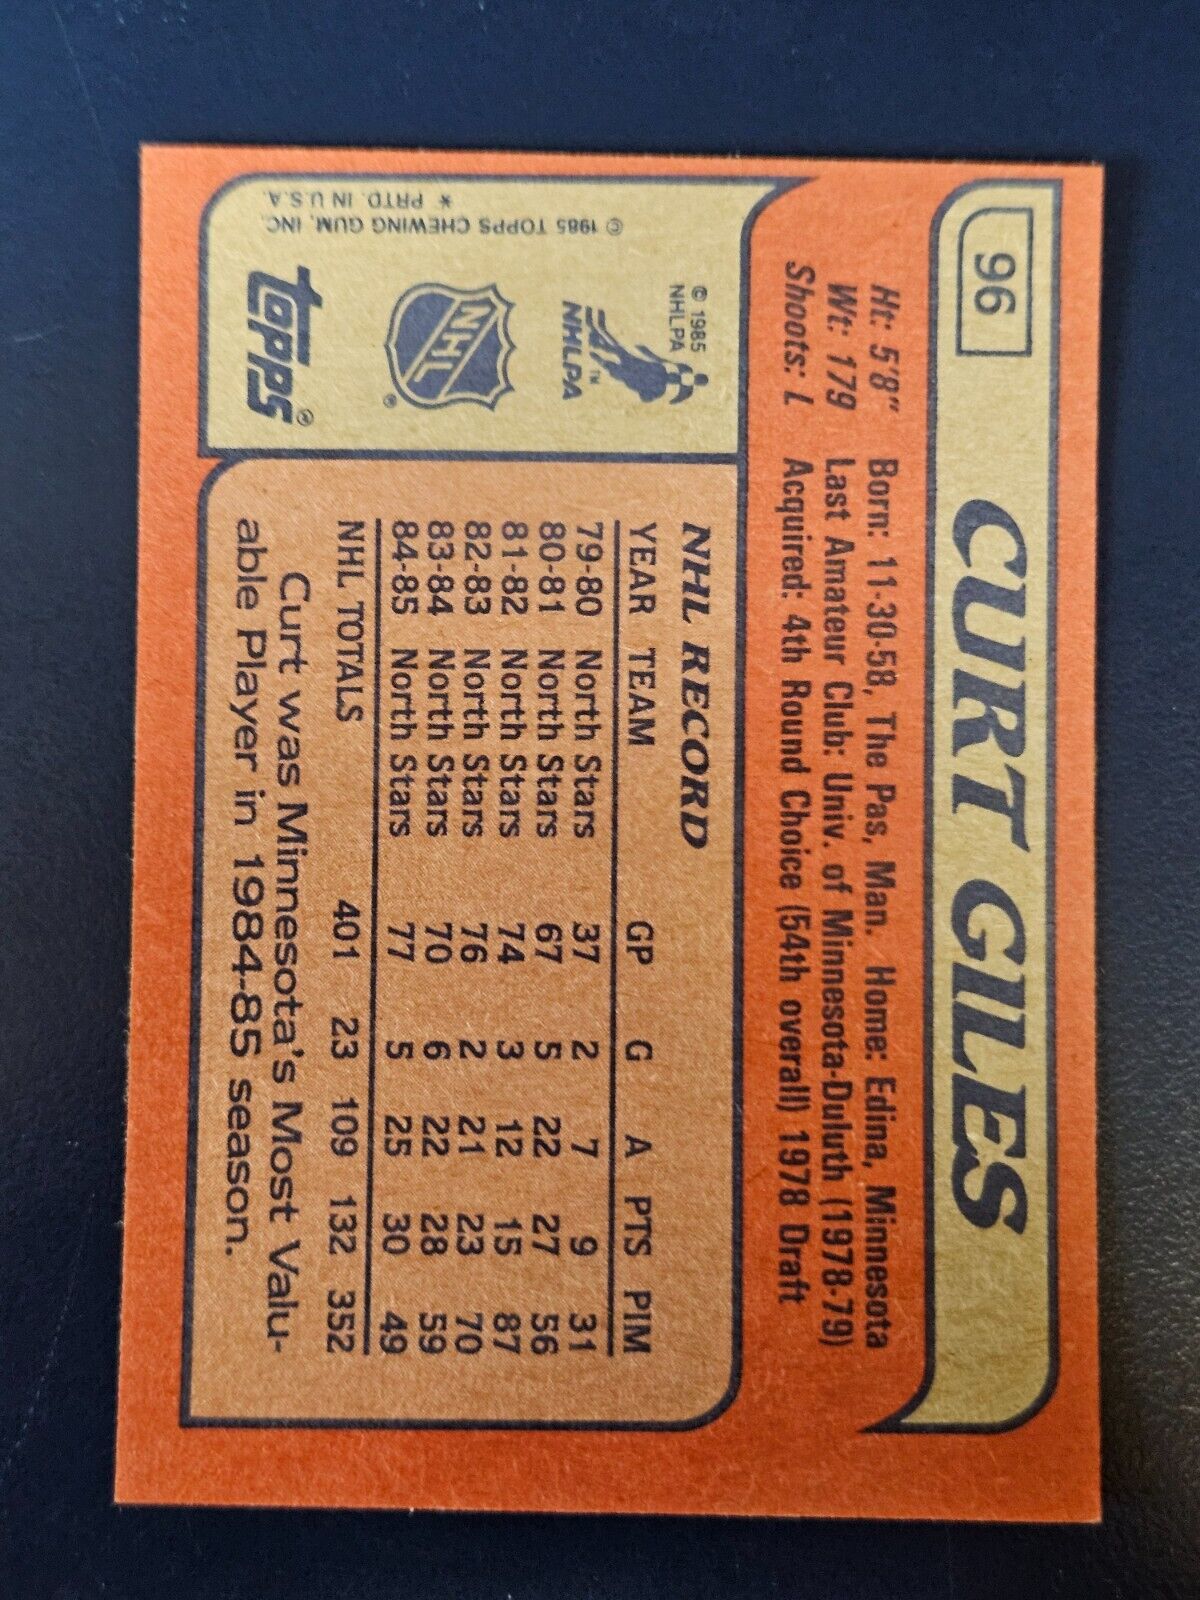 96
CURT GILES
Ht: 5'8" Born: 11-30-58, The Pas, Man. Home: Edina, Minnesota
Wt: 179 Last Amateur Club: Univ. of Minnesota-Duluth (1978-79)
Shoots: L Acquired: 4th Round Choice (54th overall) 1978 Draft
© 1985
NHLPA
NHLPA™
NHL®
Topps®
© 1985 TOPPS CHEWING GUM, INC.
* PRTD. IN U.S.A.
NHL RECORD
YEAR TEAM GP G A PTS PIM
79-80 North Stars 37 2 7 9 31
80-81 North Stars 67 5 22 27 56
81-82 North Stars 74 3 12 15 87
82-83 North Stars 76 2 21 23 70
83-84 North Stars 70 6 22 28 59
84-85 North Stars 77 5 25 30 49
NHL TOTALS 401 23 109 132 352
Curt was Minnesota's Most Valu-
able Player in 1984-85 season.